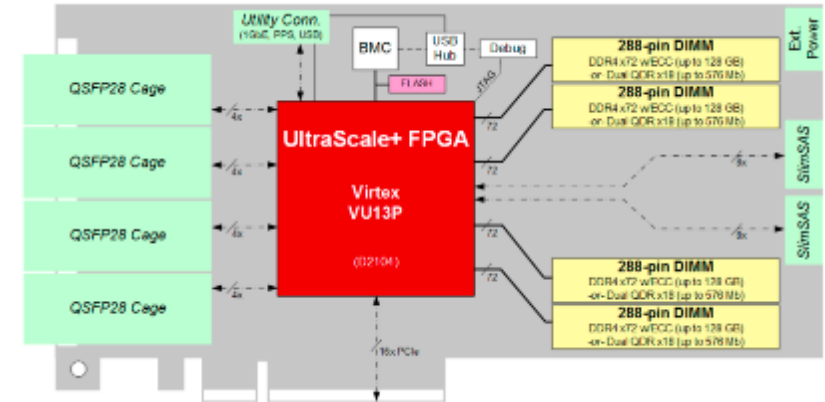 Utility Conn.
(1GbE, PPS, USB)
BMC
USB
Hub
Debug
FLASH
JTAG
288-pin DIMM
DDR4 x72 w/ECC (up to 128 GB)
-or- Dual QDR x18 (up to 576 Mb)
288-pin DIMM
DDR4 x72 w/ECC (up to 128 GB)
-or- Dual QDR x18 (up to 576 Mb)
Ext.
Power
QSFP28 Cage
4x
QSFP28 Cage
4x
QSFP28 Cage
4x
QSFP28 Cage
4x
UltraScale+ FPGA
Virtex
VU13P
(D2104)
72
72
72
72
8x
SlimSAS
8x
SlimSAS
288-pin DIMM
DDR4 x72 w/ECC (up to 128 GB)
-or- Dual QDR x18 (up to 576 Mb)
288-pin DIMM
DDR4 x72 w/ECC (up to 128 GB)
-or- Dual QDR x18 (up to 576 Mb)
16x PCIe